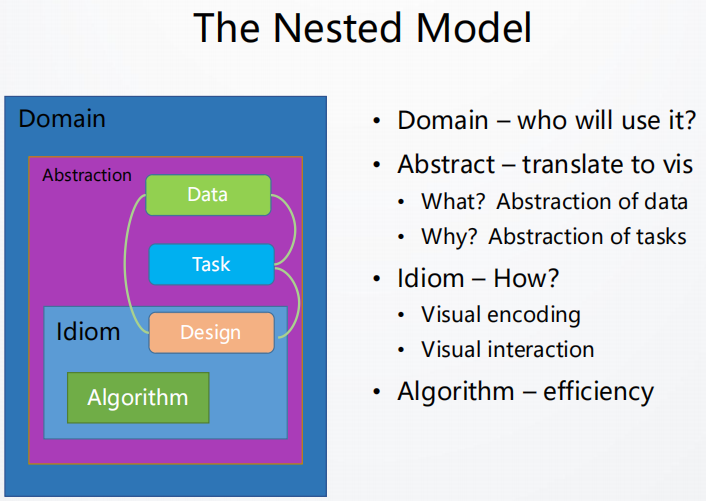 The Nested Model
Domain
Abstraction
Data
Task
Idiom
Design
Algorithm
• Domain – who will use it?
• Abstract – translate to vis
• What? Abstraction of data
• Why? Abstraction of tasks
• Idiom – How?
• Visual encoding
• Visual interaction
• Algorithm – efficiency